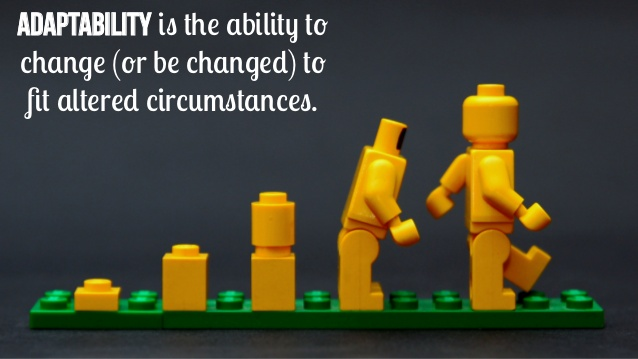 ADAPTABILITY is the ability to
change (or be changed) to
fit altered circumstances.